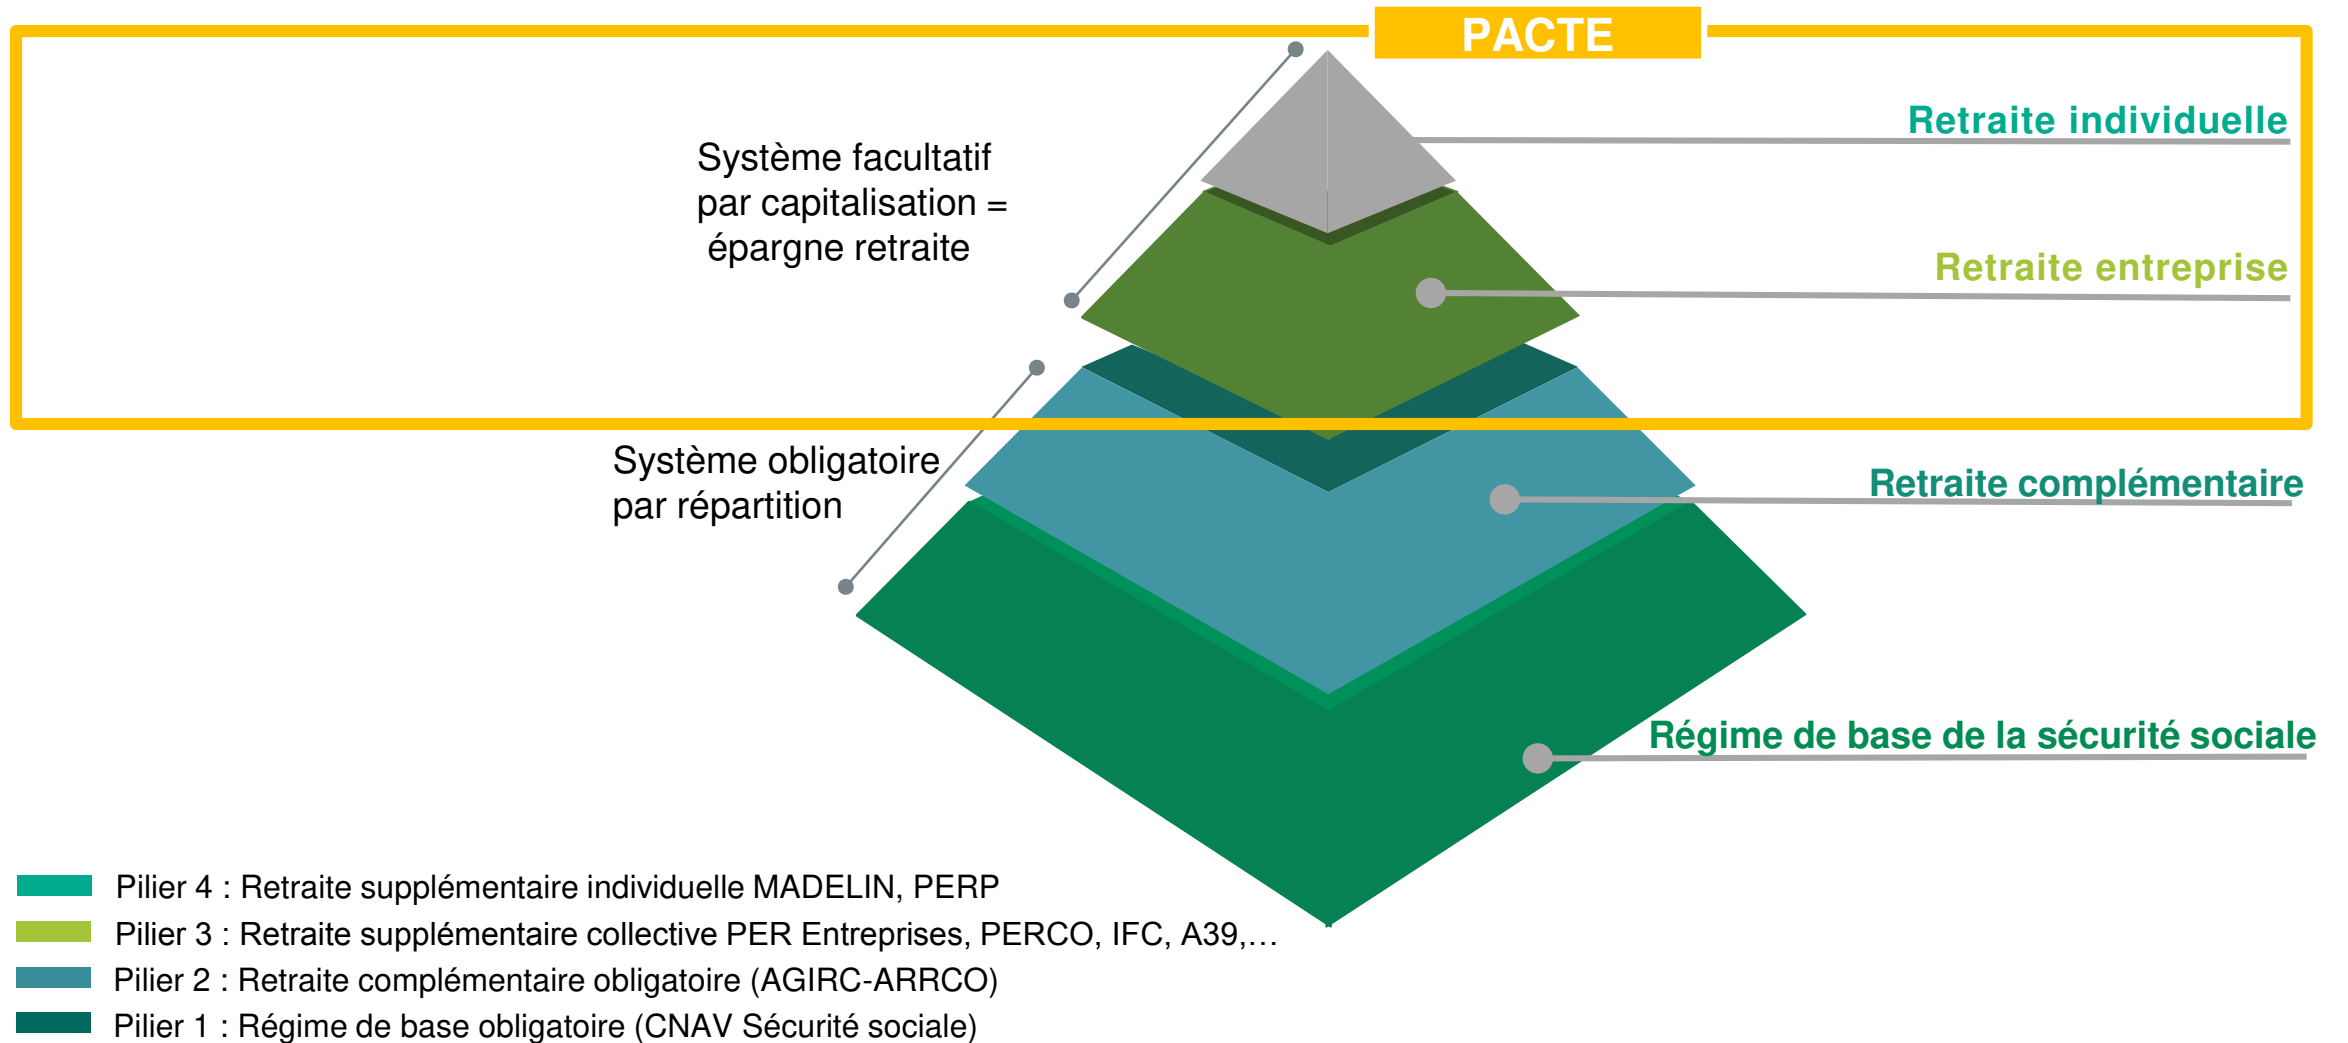 PACTE
Retraite individuelle
Système facultatif
par capitalisation =
épargne retraite
Retraite entreprise
Système obligatoire
par répartition
Retraite complémentaire
Régime de base de la sécurité sociale
Pilier 4 : Retraite supplémentaire individuelle MADELIN, PERP
Pilier 3 : Retraite supplémentaire collective PER Entreprises, PERCO, IFC, A39,…
Pilier 2 : Retraite complémentaire obligatoire (AGIRC-ARRCO)
Pilier 1 : Régime de base obligatoire (CNAV Sécurité sociale)